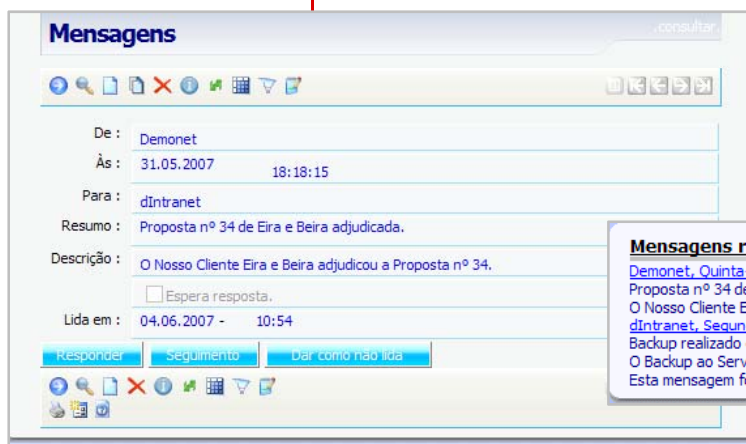 Mensagens
.consultar.
De :
Demonet
Às :
31.05.2007 18:18:15
Para :
dIntranet
Resumo :
Proposta nº 34 de Eira e Beira adjudicada.
Descrição :
O Nosso Cliente Eira e Beira adjudicou a Proposta nº 34.
Espera resposta.
Lida em :
04.06.2007 - 10:54
Responder Seguimento Dar como não lida
Mensagens
Demonet, Quinta
Proposta nº 34
O Nosso Cliente
dIntranet,
Backup realizado
O Backup ao
Esta mensagem